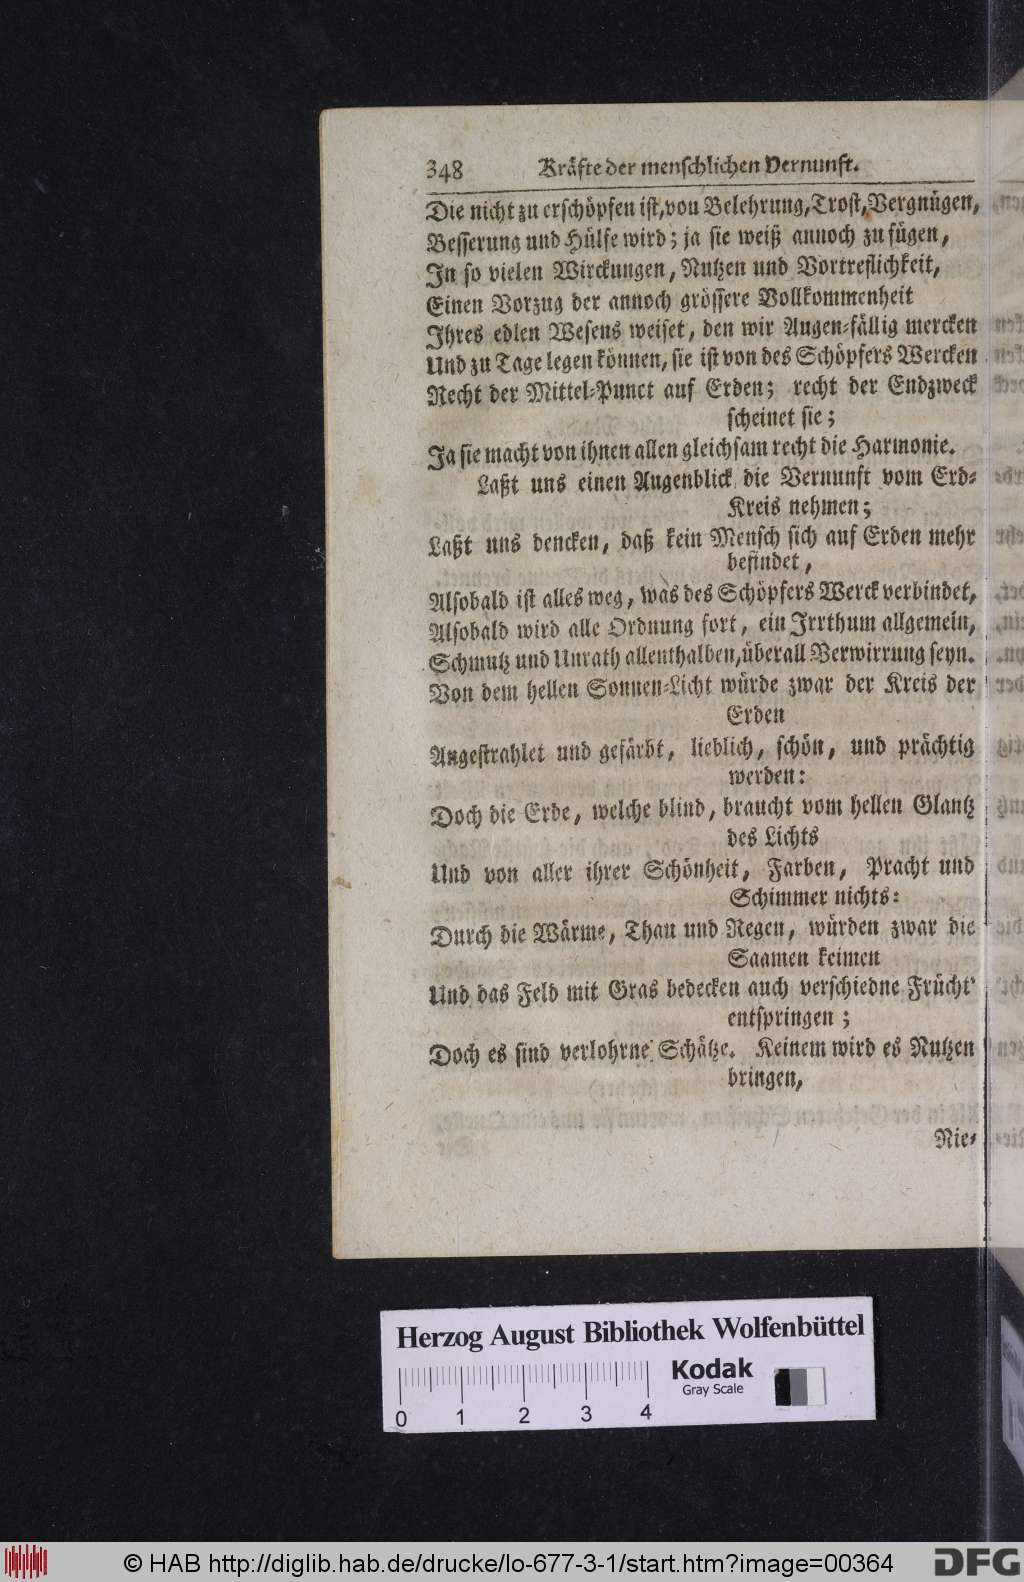 348 Kräfte der menschlichen Vernunft.
Die nicht zu erschöpfen ist, von Belehrung, Trost, Vergnügen,
Besserung und Hülfe wird; ja sie weiß annoch zu fügen,
In so vielen Wirckungen, Nutzen und Vortreflichkeit,
Einen Vorzug der annoch grössere Vollkommenheit
Ihres edlen Wesens weiset, den wir Augen-fällig mercken
Und zu Tage legen können, sie ist von des Schöpfers Wercken
Recht der Mittel-Punct auf Erden; recht der Endzweck
scheinet sie;
Ja sie macht von ihnen allen gleichsam recht die Harmonie.
Laßt uns einen Augenblick die Vernunft vom Erd-
Kreis nehmen;
Laßt uns dencken, daß kein Mensch sich auf Erden mehr
befindet,
Alsobald ist alles weg, was des Schöpfers Werck verbindet,
Alsobald wird alle Ordnung fort, ein Irrthum allgemein,
Schmutz und Unrath allenthalben, überall Verwirrung seyn.
Von dem hellen Sonnen-Licht würde zwar der Kreis der
Erden
Angestrahlet und gefärbt, lieblich, schön, und prächtig
werden:
Doch die Erde, welche blind, braucht vom hellen Glantz
des Lichts
Und von aller ihrer Schönheit, Farben, Pracht und
Schimmer nichts:
Durch die Wärme, Thau und Regen, würden zwar die
Saamen keimen
Und das Feld mit Gras bedecken auch verschiedne Frücht'
entspringen;
Doch es sind verlohrne Schätze. Keinem wird es Nutzen
bringen,
Nie-
Herzog August Bibliothek Wolfenbüttel
Kodak
Gray Scale
0 1 2 3 4
© HAB http://diglib.hab.de/drucke/lo-677-3-1/start.htm?image=00364
DFG